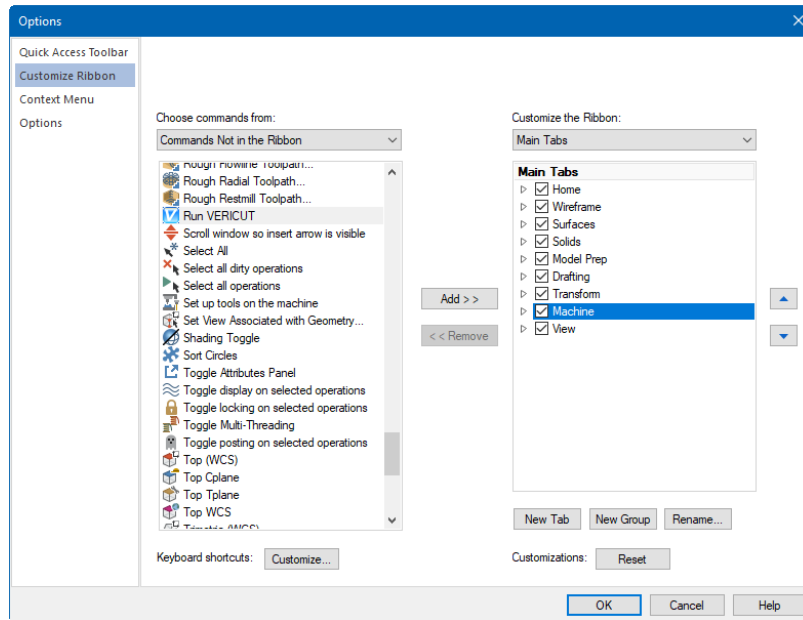 Options
Quick Access Toolbar
Customize Ribbon
Context Menu
Options
Choose commands from:
Commands Not in the Ribbon
Rough Flowline Toolpath...
Rough Radial Toolpath...
Rough Restmill Toolpath...
Run VERICUT
Scroll window so insert arrow is visible
Select All
Select all dirty operations
Select all operations
Set up tools on the machine
Set View Associated with Geometry...
Shading Toggle
Sort Circles
Toggle Attributes Panel
Toggle display on selected operations
Toggle locking on selected operations
Toggle Multi-Threading
Toggle posting on selected operations
Top (WCS)
Top Cplane
Top Tplane
Top WCS
Trimetric (WCS)
Keyboard shortcuts: Customize...
Add >>
<< Remove
Customize the Ribbon:
Main Tabs
Main Tabs
Home
Wireframe
Surfaces
Solids
Model Prep
Drafting
Transform
Machine
View
New Tab New Group Rename...
Customizations: Reset
OK Cancel Help